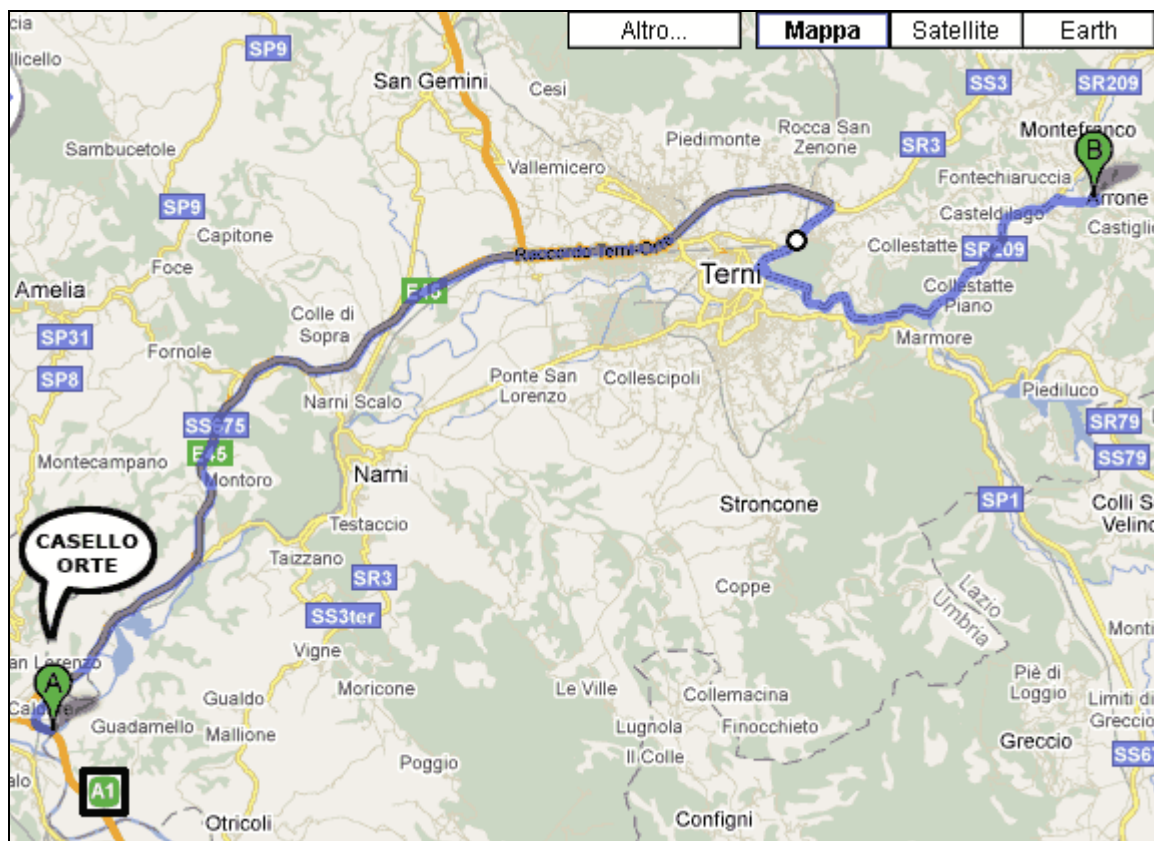 Altro...
Mappa
Satellite
Earth
SP9
San Gemini
Cesi
SS3
SR209
Sambucetole
Piedimonte
Rocca San
Zenone
Montefranco
SR3
B
Vallemicero
Fontechiaruccia
SP9
Arrone
Capitone
Casteldilago
Raccordo Terni-Orte
Collestatte
SR209
Foce
Terni
Amelia
E45
Collestatte
Piano
Colle di
Sopra
SP31
Marmore
Fornole
SP8
Ponte San
Lorenzo
Collescipoli
Piediluco
Narni Scalo
SS675
SR79
E45
Montecampano
Narni
SS79
Montoro
Stroncone
SP1
CASELLO
ORTE
Testaccio
Taizzano
SR3
Coppe
Lazio
Umbria
SS3ter
Vigne
A
Gualdo
Moricone
Le Ville
Collemacina
Piè di
Loggio
Guadamello
Mallione
Lugnola
Finocchieto
Limiti di
Greccio
Il Colle
Greccio
Poggio
A1
Otricoli
Configni